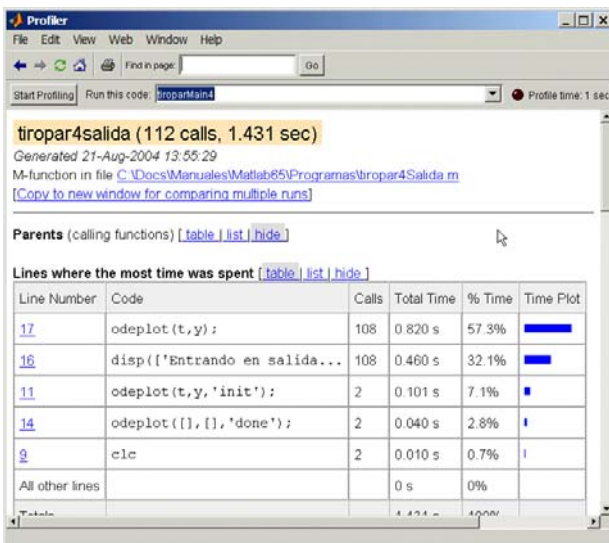 Profiler
File Edit View Web Window Help
Find in page: Go
Start Profiling Run this code: tiroparMain4 Profile time: 1 sec
tiropar4salida (112 calls, 1.431 sec)
Generated 21-Aug-2004 13:55:29
M-function in file C:\Docs\Manuales\Matlab65\Programas\tiropar4Salida.m
[Copy to new window for comparing multiple runs]
Parents (calling functions) [ table | list | hide ]
Lines where the most time was spent [ table | list | hide ]
Line Number Code Calls Total Time % Time Time Plot
17 odeplot(t,y); 108 0.820 s 57.3%
16 disp(['Entrando en salida... 108 0.460 s 32.1%
11 odeplot(t,y,'init'); 2 0.101 s 7.1%
14 odeplot([],[],'done'); 2 0.040 s 2.8%
9 clc 2 0.010 s 0.7%
All other lines 0 s 0%
Totals 100%